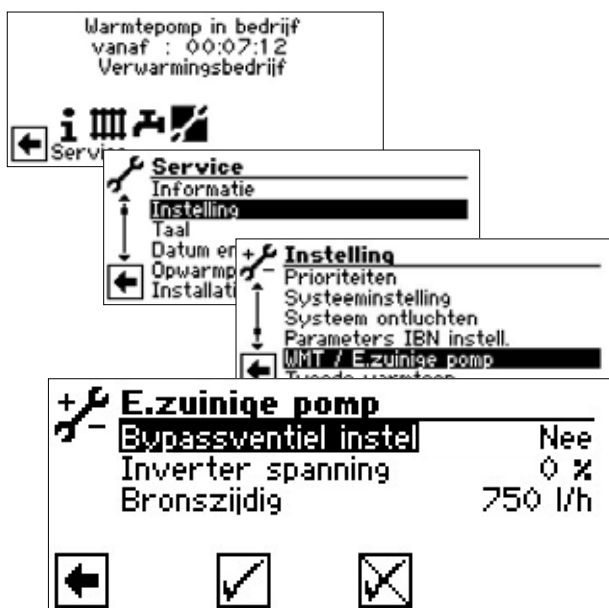 Warmtepomp in bedrijf
vanaf : 00:07:12
Verwarmingsbedrijf
Service
Informatie
Instelling
Taal
Datum en
Opwarmp
Installati
Instelling
Prioriteiten
Systeeminstelling
Systeem ontluchten
Parameters IBN instell.
WMT / E.zuinige pomp
E.zuinige pomp
Bypassventiel instel Nee
Inverter spanning 0 %
Bronszijdig 750 l/h